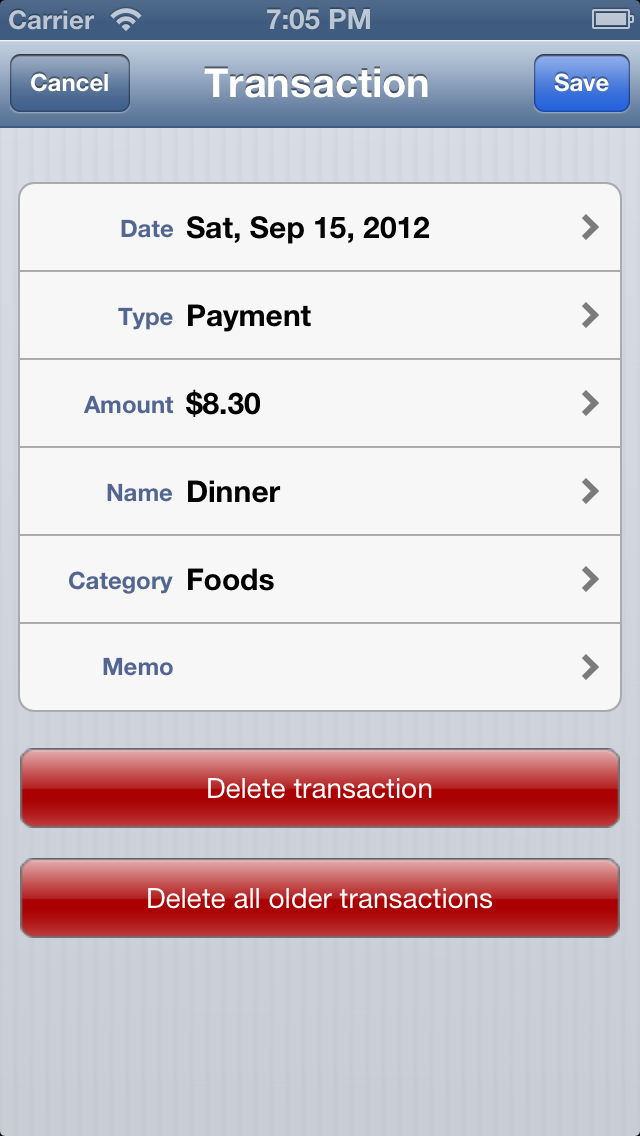 Carrier 7:05 PM
Cancel Transaction Save
Date Sat, Sep 15, 2012
Type Payment
Amount $8.30
Name Dinner
Category Foods
Memo
Delete transaction
Delete all older transactions